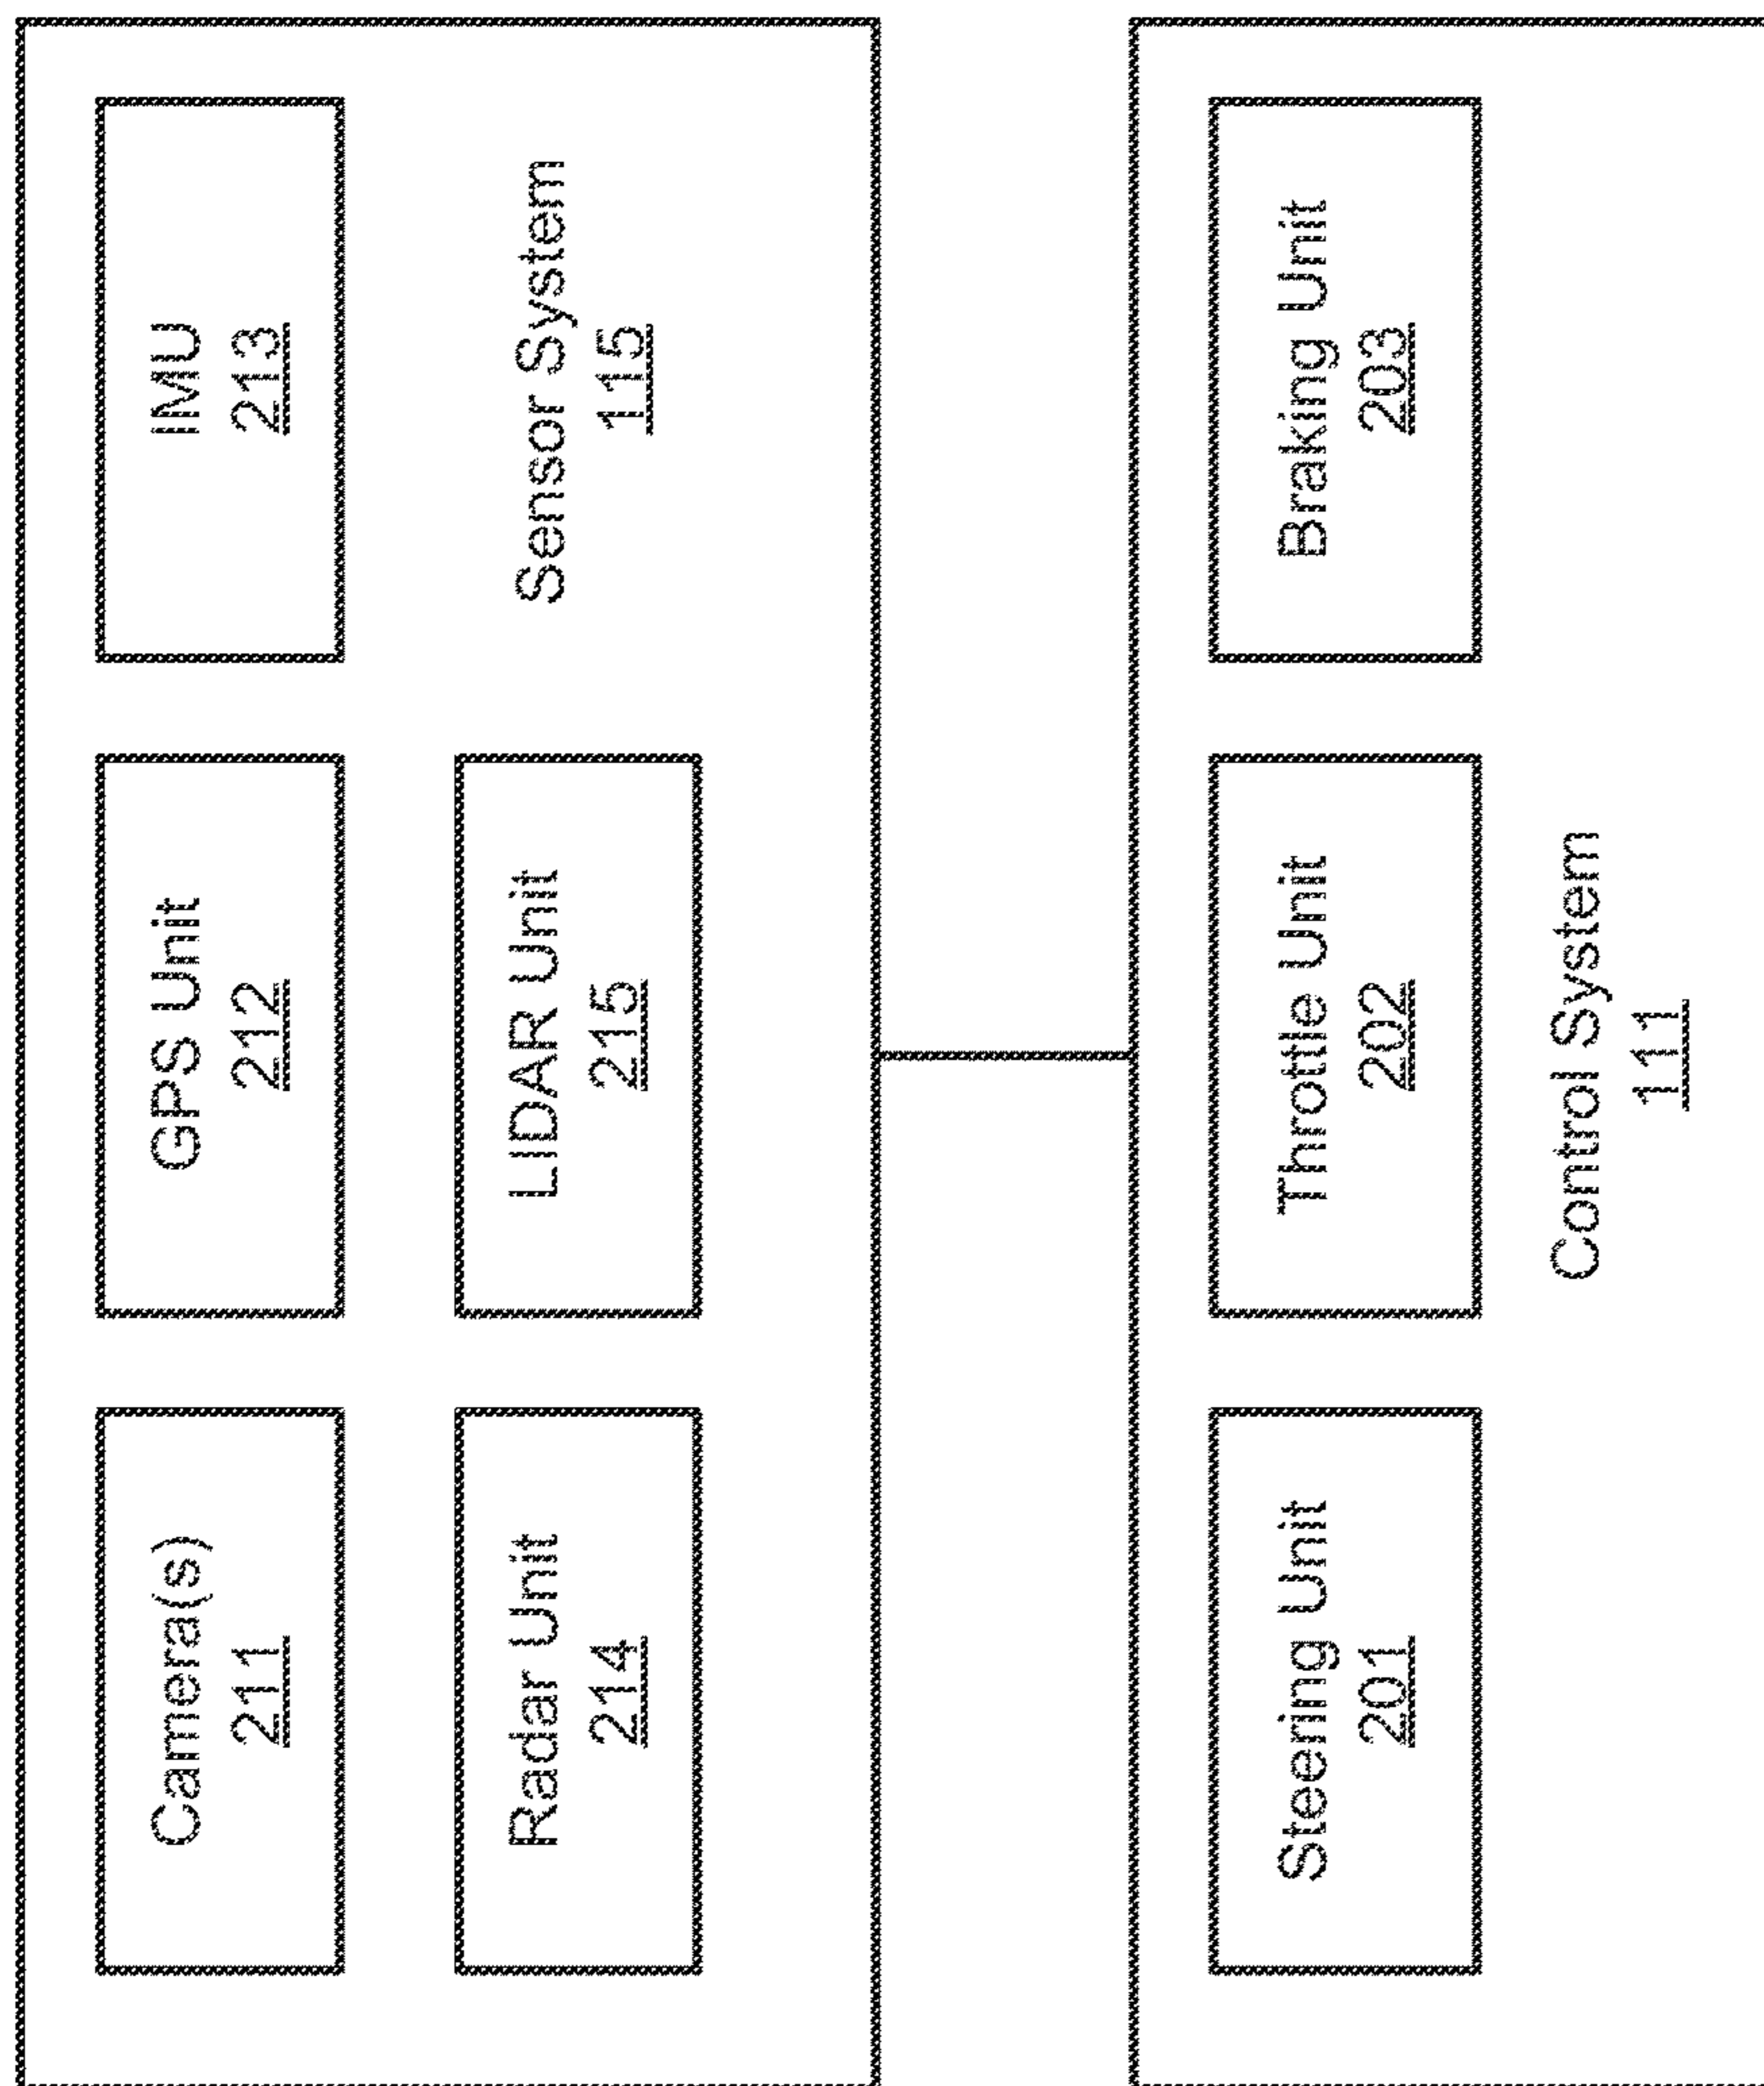 Camera(s)
211
GPS Unit
212
IMU
213
Radar Unit
214
LIDAR Unit
215
Sensor System
115
Steering Unit
201
Throttle Unit
202
Braking Unit
203
Control System
111